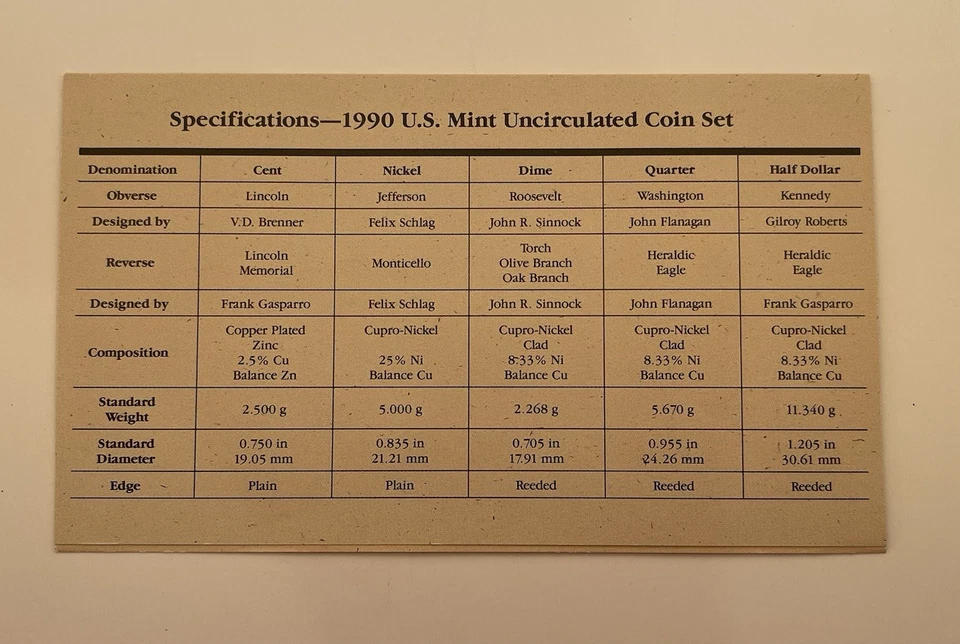 Specifications—1990 U.S. Mint Uncirculated Coin Set
Denomination Cent Nickel Dime Quarter Half Dollar
Obverse Lincoln Jefferson Roosevelt Washington Kennedy
Designed by V.D. Brenner Felix Schlag John R. Sinnock John Flanagan Gilroy Roberts
Reverse Lincoln Memorial Monticello Torch Olive Branch Oak Branch Heraldic Eagle Heraldic Eagle
Designed by Frank Gasparro Felix Schlag John R. Sinnock John Flanagan Frank Gasparro
Composition Copper Plated Zinc 2.5% Cu Balance Zn Cupro-Nickel 25% Ni Balance Cu Cupro-Nickel Clad 8.33% Ni Balance Cu Cupro-Nickel Clad 8.33% Ni Balance Cu Cupro-Nickel Clad 8.33% Ni Balance Cu
Standard Weight 2.500 g 5.000 g 2.268 g 5.670 g 11.340 g
Standard Diameter 0.750 in 19.05 mm 0.835 in 21.21 mm 0.705 in 17.91 mm 0.955 in 24.26 mm 1.205 in 30.61 mm
Edge Plain Plain Reeded Reeded Reeded